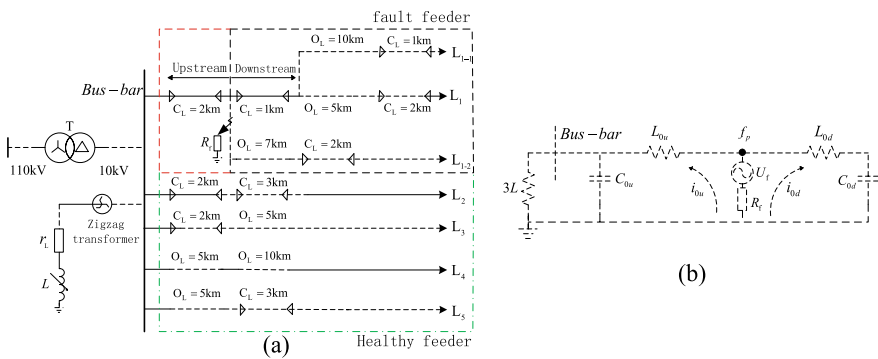 fault feeder
O_L = 10km C_L = 1km
L_1-1
Upstream Downstream
Bus-bar
C_L = 2km C_L = 1km O_L = 5km C_L = 2km
L_1
T
R_f
O_L = 7km C_L = 2km
L_1-2
110kV 10kV
C_L = 2km C_L = 3km
L_2
Zigzag
transformer
C_L = 2km O_L = 5km
L_3
r_L
O_L = 5km O_L = 10km
L_4
L
O_L = 5km C_L = 3km
L_5
(a)
Healthy feeder
Bus-bar
L_0u f_p L_0d
3L C_0u i_0u U_f R_f i_0d C_0d
(b)